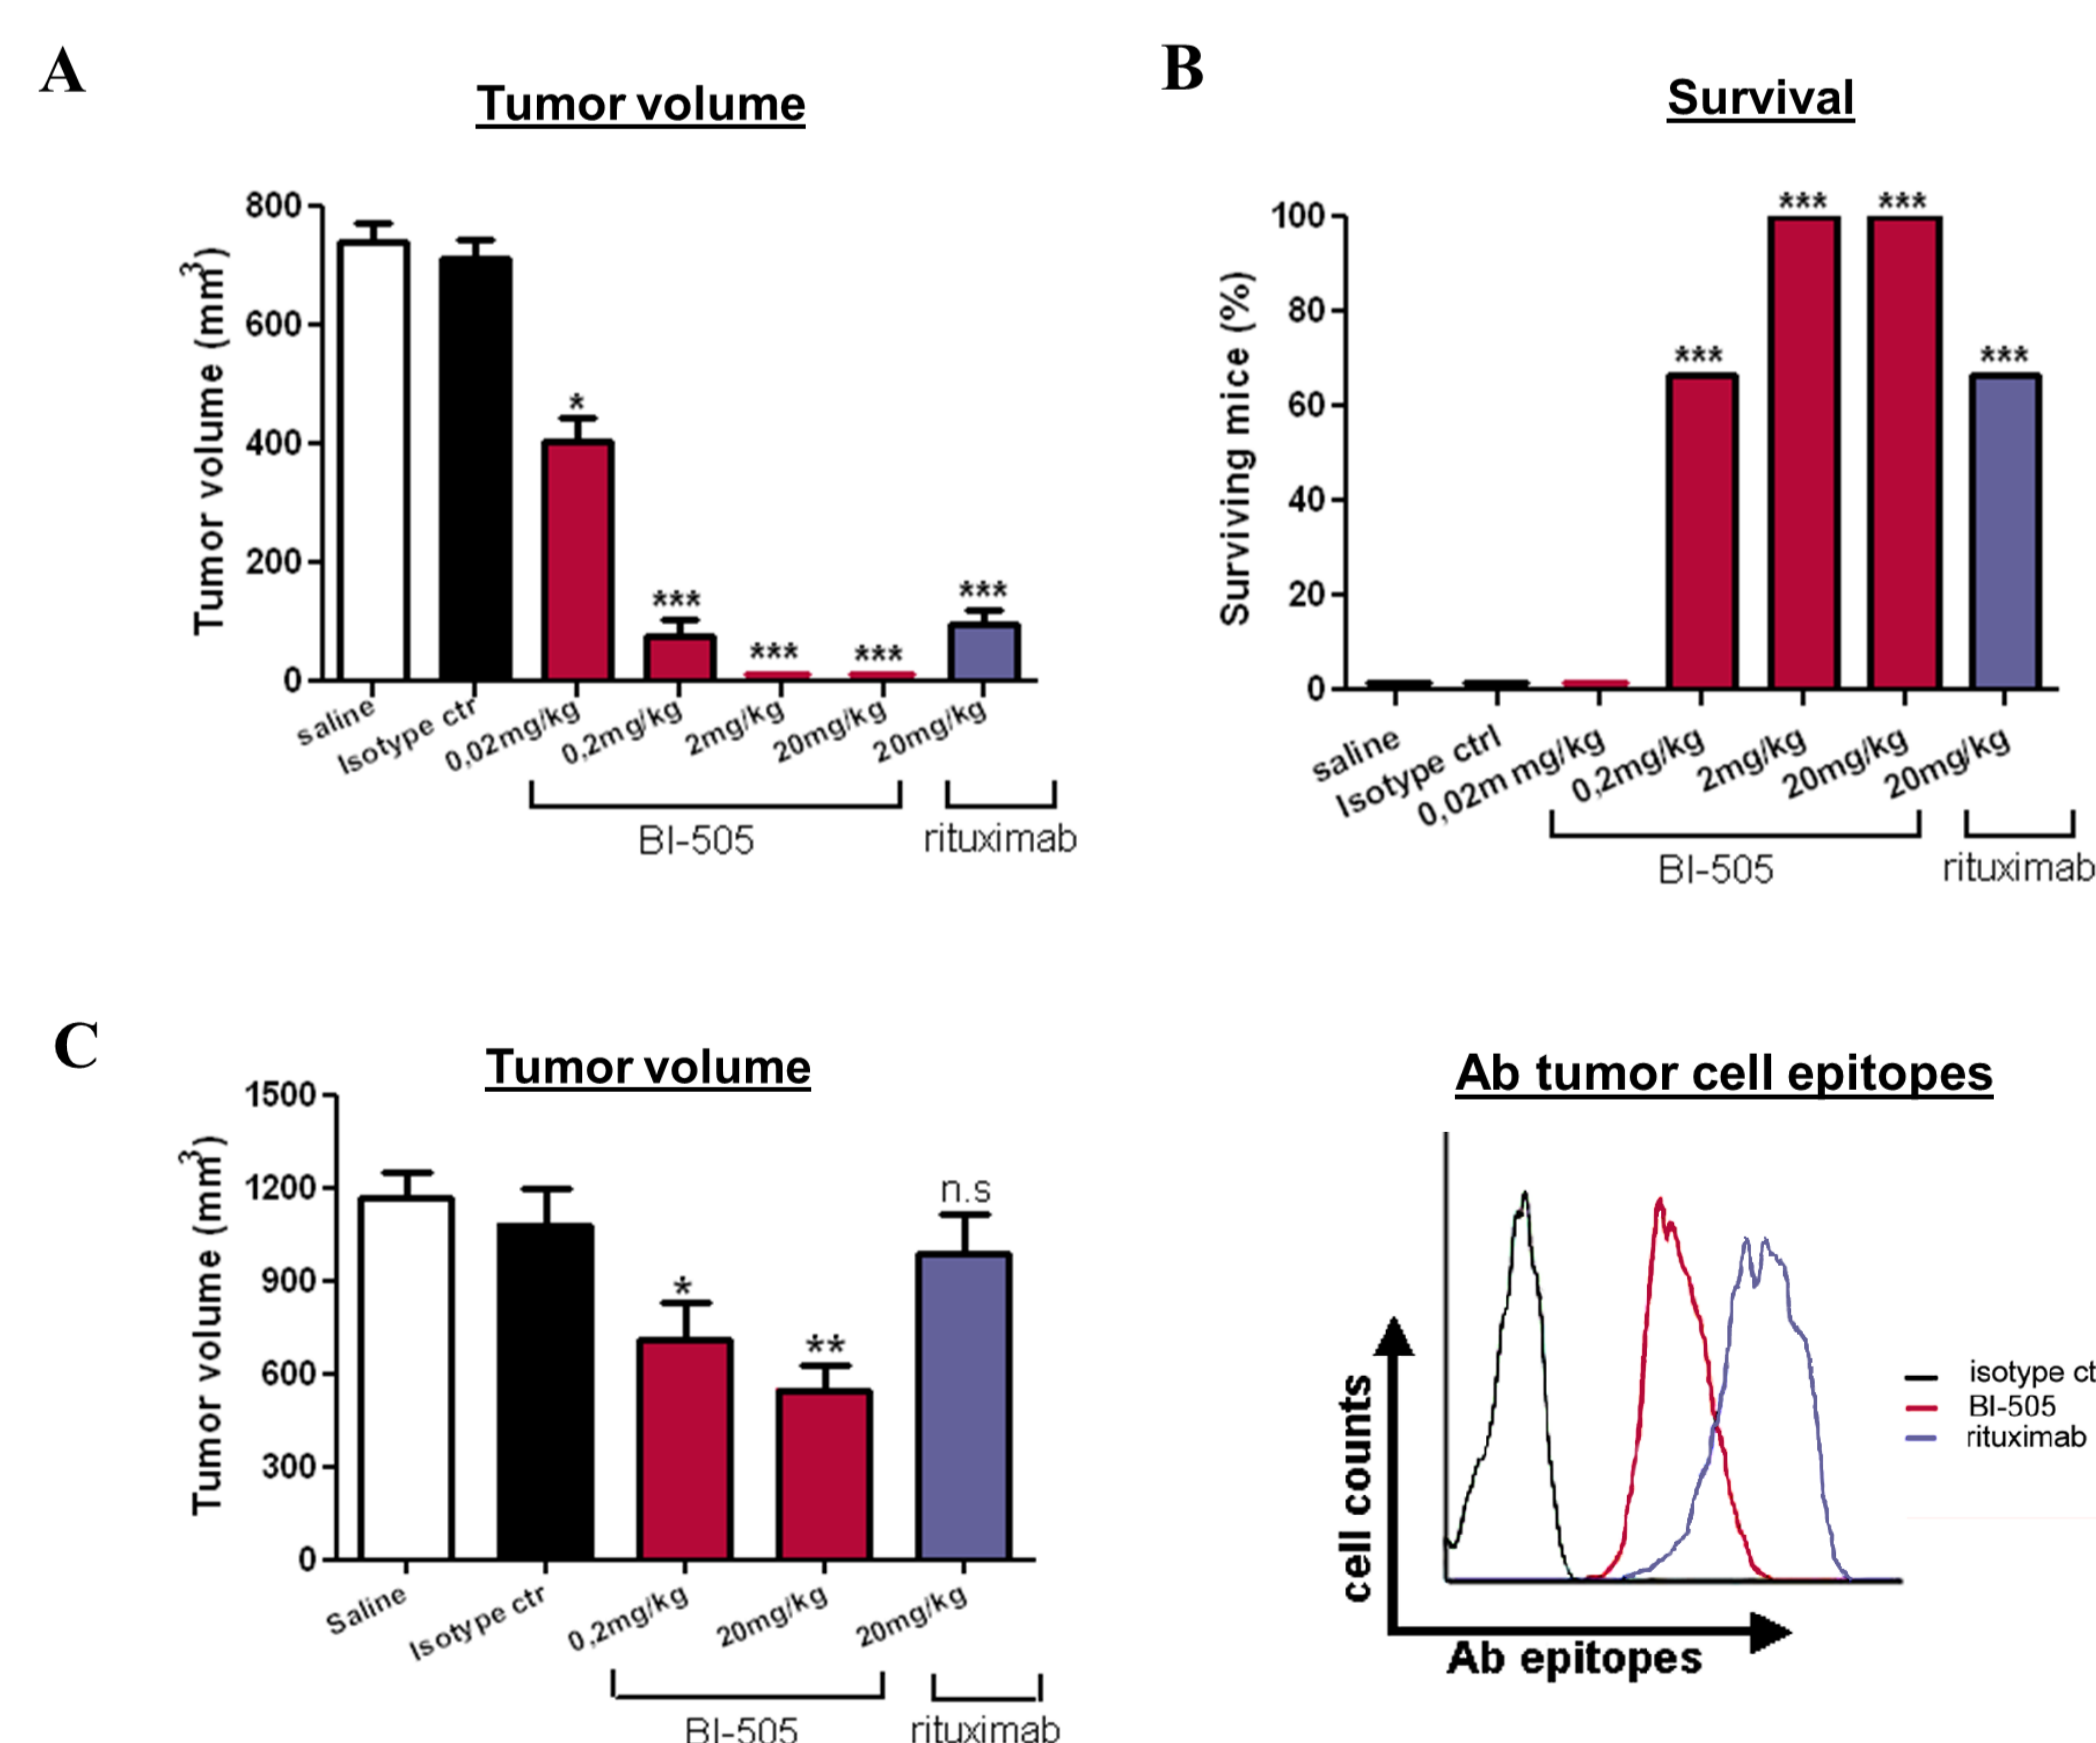 A
Tumor volume
Tumor volume (mm3)
800
600
400
200
0
*
***
***
***
***
saline
Isotype ctr
0,02mg/kg
0,2mg/kg
2mg/kg
20mg/kg
20mg/kg
BI-505
rituximab
B
Survival
Surviving mice (%)
100
80
60
40
20
0
***
***
***
***
saline
Isotype ctrl
0,02m mg/kg
0,2mg/kg
2mg/kg
20mg/kg
20mg/kg
BI-505
rituximab
C
Tumor volume
Tumor volume (mm3)
1500
1200
900
600
300
0
*
**
n.s
Saline
Isotype ctr
0,2mg/kg
20mg/kg
20mg/kg
BI-505
rituximab
Ab tumor cell epitopes
cell counts
Ab epitopes
isotype ct
BI-505
rituximab